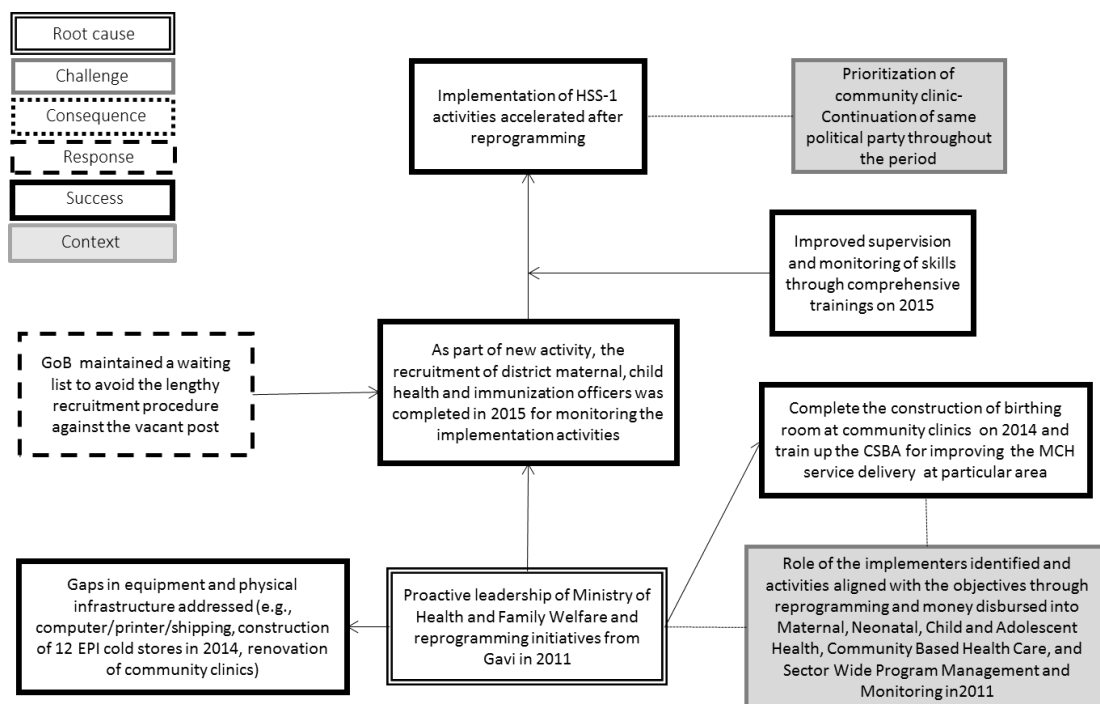 Root cause
Challenge
Consequence
Response
Success
Context
Implementation of HSS-1
activities accelerated after
reprogramming
Prioritization of
community clinic-
Continuation of same
political party throughout
the period
Improved supervision
and monitoring of skills
through comprehensive
trainings on 2015
GoB maintained a waiting
list to avoid the lengthy
recruitment procedure
against the vacant post
As part of new activity, the
recruitment of district maternal, child
health and immunization officers was
completed in 2015 for monitoring the
implementation activities
Complete the construction of birthing
room at community clinics on 2014 and
train up the CSBA for improving the MCH
service delivery at particular area
Gaps in equipment and physical
infrastructure addressed (e.g.,
computer/printer/shipping, construction
of 12 EPI cold stores in 2014, renovation
of community clinics)
Proactive leadership of Ministry of
Health and Family Welfare and
reprogramming initiatives from
Gavi in 2011
Role of the implementers identified and
activities aligned with the objectives through
reprogramming and money disbursed into
Maternal, Neonatal, Child and Adolescent
Health, Community Based Health Care, and
Sector Wide Program Management and
Monitoring in2011